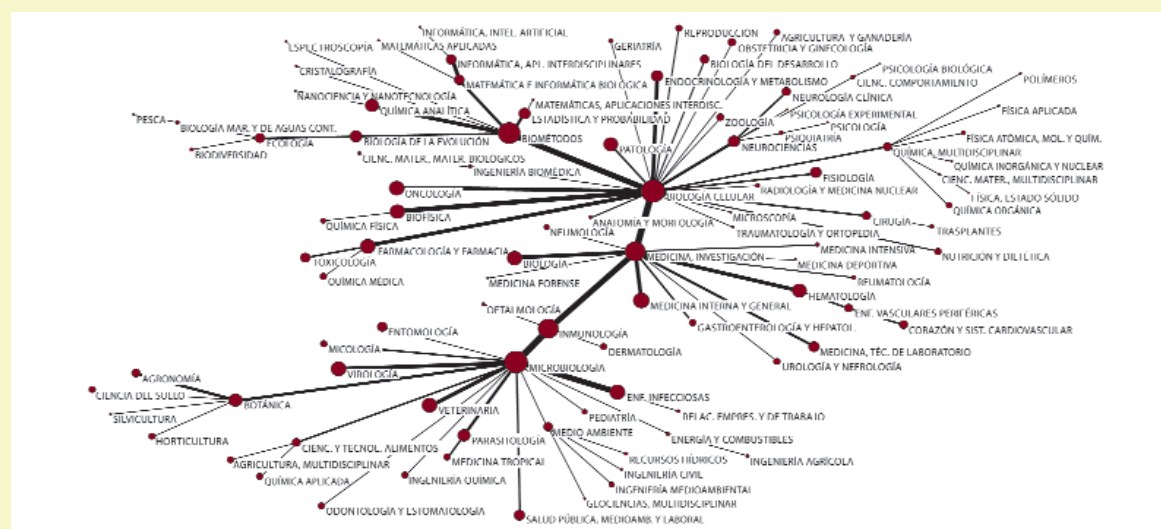 INFORMÁTICA, INTEL. ARTIFICIAL
REPRODUCCIÓN
AGRICULTURA Y GANADERÍA
ESPECTROSCOPÍA
MATEMÁTICAS APLICADAS
GERIATRÍA
OBSTETRICIA Y GINECOLOGÍA
INFORMÁTICA, APL. INTERDISCIPLINARES
BIOLOGÍA DEL DESARROLLO
CRISTALOGRAFÍA
MATEMÁTICA E INFORMÁTICA BIOLÓGICA
ENDOCRINOLOGÍA Y METABOLISMO
PSICOLOGÍA BIOLÓGICA
CIENC. COMPORTAMIENTO
POLÍMEROS
NANOCIENCIA Y NANOTECNOLOGÍA
NEUROLOGÍA CLÍNICA
QUÍMICA ANALÍTICA
MATEMÁTICAS, APLICACIONES INTERDISC.
ESTADÍSTICA Y PROBABILIDAD
PSICOLOGÍA EXPERIMENTAL
FÍSICA APLICADA
PESCA
BIOLOGÍA MAR. Y DE AGUAS CONT.
ZOOLOGÍA
PSICOLOGÍA
ECOLOGÍA
BIOLOGÍA DE LA EVOLUCIÓN
BIOMÉTODOS
PATOLOGÍA
NEUROCIENCIAS
PSIQUIATRÍA
FÍSICA ATÓMICA, MOL. Y QUÍM.
BIODIVERSIDAD
CIENC. MATER., MATER. BIOLÓGICOS
QUÍMICA, MULTIDISCIPLINAR
INGENIERÍA BIOMÉDICA
FISIOLOGÍA
QUÍMICA INORGÁNICA Y NUCLEAR
CIENC. MATER., MULTIDISCIPLINAR
ONCOLOGÍA
BIOLOGÍA CELULAR
RADIOLOGÍA Y MEDICINA NUCLEAR
FÍSICA, ESTADO SÓLIDO
QUÍMICA ORGÁNICA
BIOFÍSICA
QUÍMICA FÍSICA
ANATOMÍA Y MORFOLOGÍA
MICROSCOPÍA
CIRUGÍA
TRASPLANTES
NEUMOLOGÍA
TRAUMATOLOGÍA Y ORTOPEDIA
FARMACOLOGÍA Y FARMACIA
MEDICINA INTENSIVA
NUTRICIÓN Y DIETÉTICA
TOXICOLOGÍA
BIOLOGÍA
MEDICINA, INVESTIGACIÓN
MEDICINA DEPORTIVA
QUÍMICA MÉDICA
MEDICINA FORENSE
REUMATOLOGÍA
HEMATOLOGÍA
OFTALMOLOGÍA
MEDICINA INTERNA Y GENERAL
ENF. VASCULARES PERIFÉRICAS
ENTOMOLOGÍA
INMUNOLOGÍA
GASTROENTEROLOGÍA Y HEPATOL.
CORAZÓN Y SIST. CARDIOVASCULAR
MICOLOGÍA
DERMATOLOGÍA
MEDICINA, TÉC. DE LABORATORIO
UROLOGÍA Y NEFROLOGÍA
VIROLOGÍA
MICROBIOLOGÍA
AGRONOMÍA
CIENCIA DEL SUELO
BOTÁNICA
ENF. INFECCIOSAS
SILVICULTURA
VETERINARIA
PEDIATRÍA
RELAC. EMPRES. Y DE TRABAJO
HORTICULTURA
PARASITOLOGÍA
MEDIO AMBIENTE
ENERGÍA Y COMBUSTIBLES
CIENC. Y TECNOL. ALIMENTOS
MEDICINA TROPICAL
RECURSOS HÍDRICOS
INGENIERÍA AGRÍCOLA
AGRICULTURA, MULTIDISCIPLINAR
INGENIERÍA QUÍMICA
INGENIERÍA CIVIL
QUÍMICA APLICADA
INGENIERÍA MEDIOAMBIENTAL
GEOCIENCIAS, MULTIDISCIPLINAR
ODONTOLOGÍA Y ESTOMATOLOGÍA
SALUD PÚBLICA, MEDIOAMB. Y LABORAL